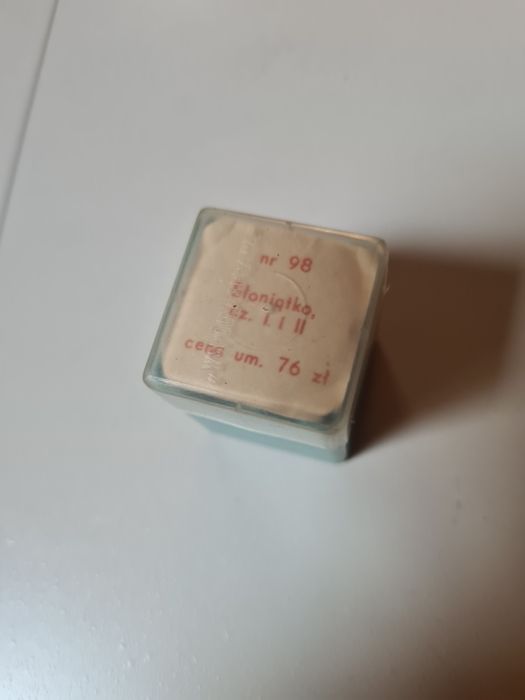 nr 98
Słoniątko,
cz. I i II
cena um. 76 zł